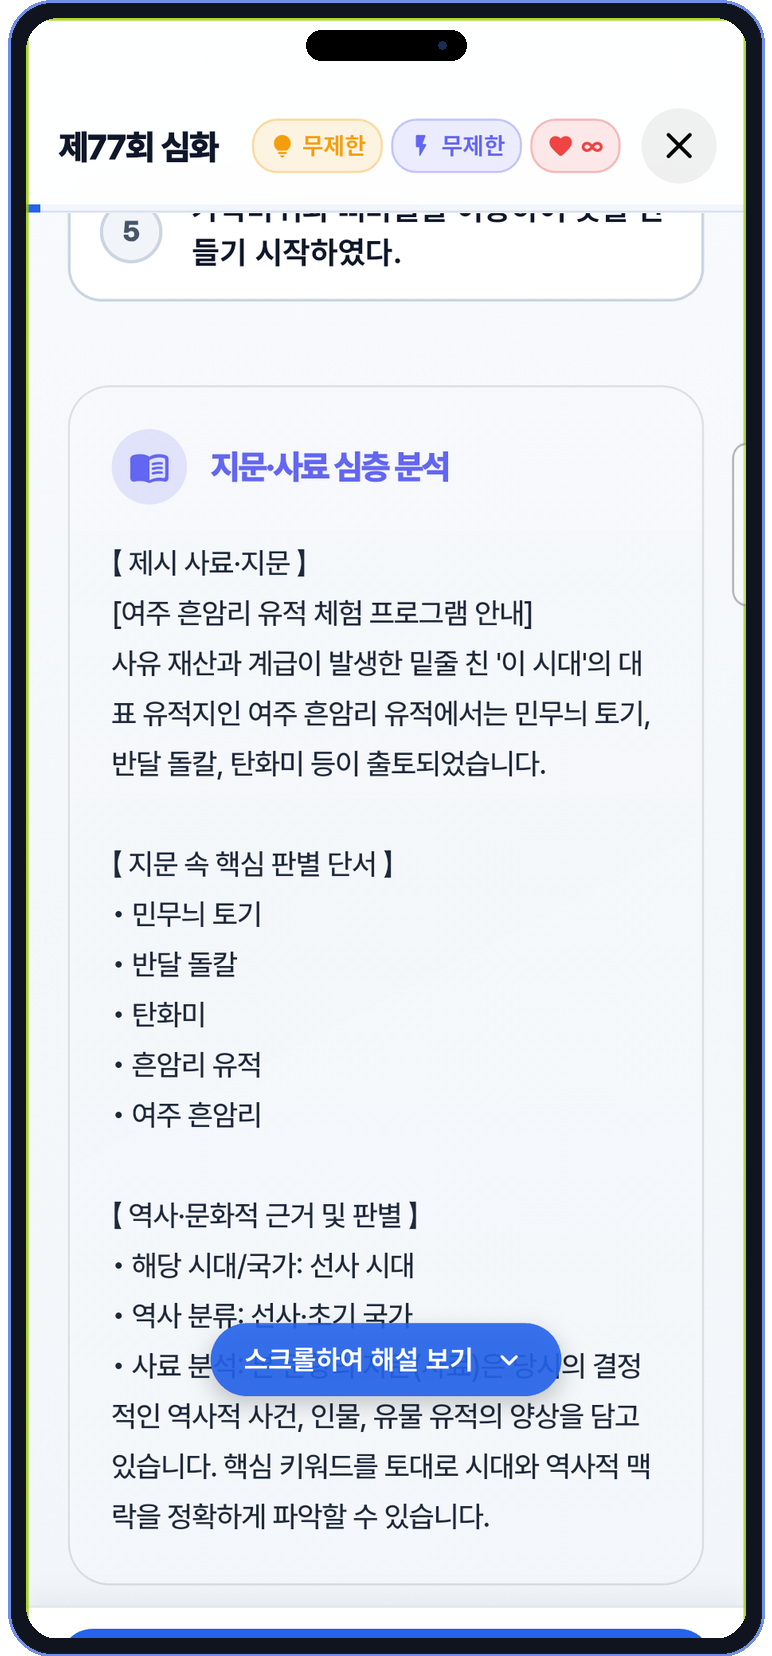 제77회 심화
무제한
무제한
∞
5
들기 시작하였다.
지문·사료 심층 분석
【 제시 사료·지문 】
[여주 흔암리 유적 체험 프로그램 안내]
사유 재산과 계급이 발생한 밑줄 친 '이 시대'의 대
표 유적지인 여주 흔암리 유적에서는 민무늬 토기,
반달 돌칼, 탄화미 등이 출토되었습니다.
【 지문 속 핵심 판별 단서 】
• 민무늬 토기
• 반달 돌칼
• 탄화미
• 흔암리 유적
• 여주 흔암리
【 역사·문화적 근거 및 판별 】
• 해당 시대/국가: 선사 시대
• 역사 분류: 선사·초기 국가
• 사료 분석: 당시의 결정
스크롤하여 해설 보기
적인 역사적 사건, 인물, 유물 유적의 양상을 담고
있습니다. 핵심 키워드를 토대로 시대와 역사적 맥
락을 정확하게 파악할 수 있습니다.